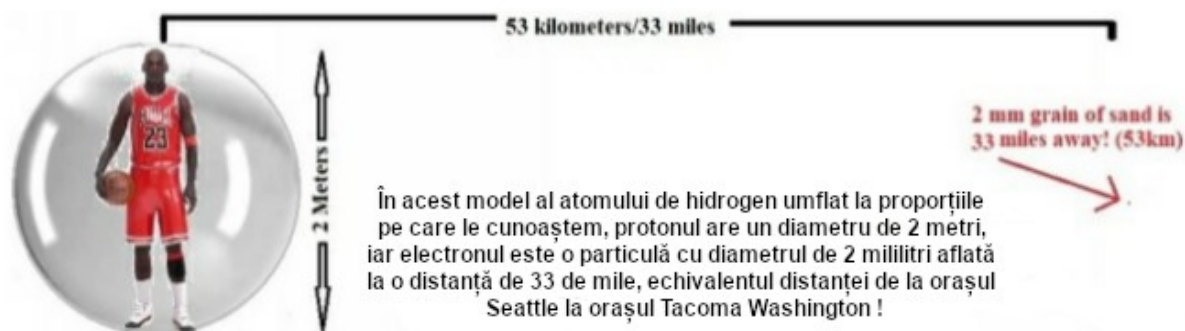 53 kilometers/33 miles
23
2 Meters
2 mm grain of sand is
33 miles away! (53km)
În acest model al atomului de hidrogen umflat la proporțiile
pe care le cunoaștem, protonul are un diametru de 2 metri,
iar electronul este o particulă cu diametrul de 2 mililitri aflată
la o distanță de 33 de mile, echivalentul distanței de la orașul
Seattle la orașul Tacoma Washington !